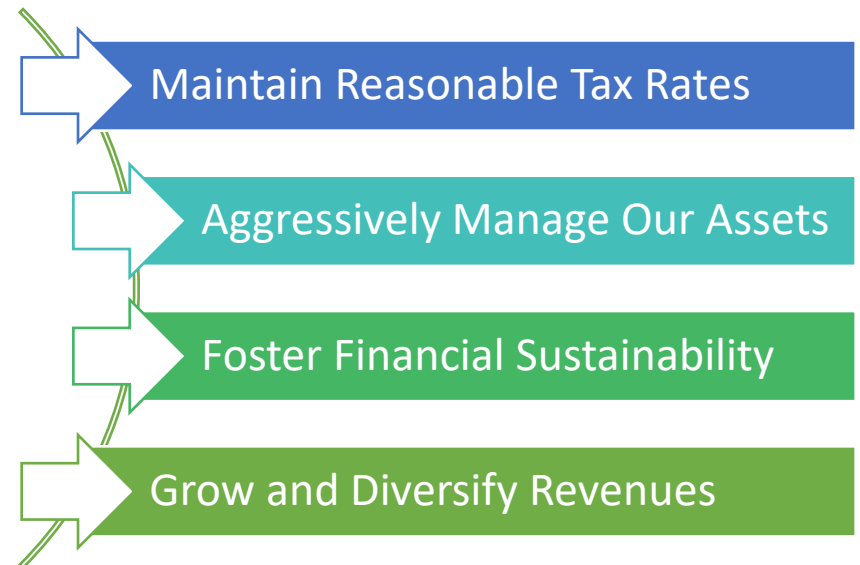 Maintain Reasonable Tax Rates
Aggressively Manage Our Assets
Foster Financial Sustainability
Grow and Diversify Revenues